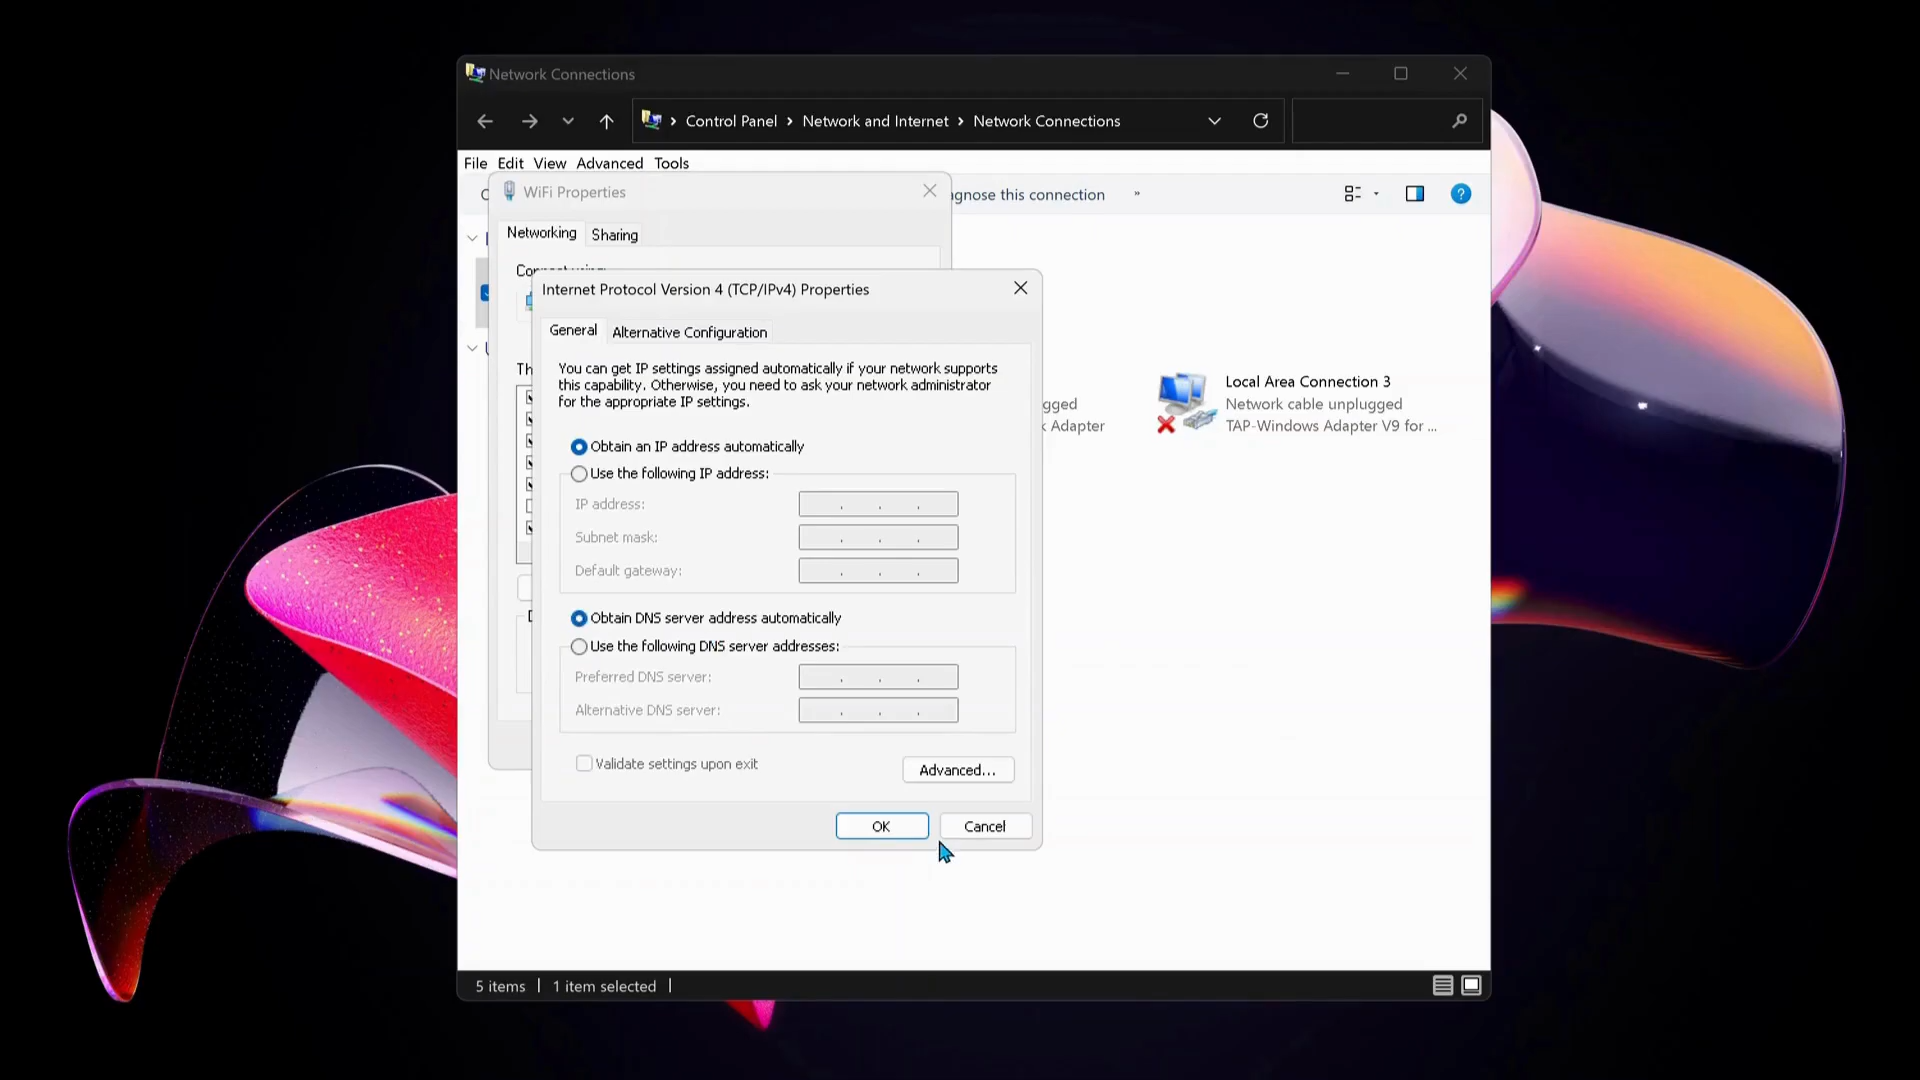 Network Connections
Control Panel > Network and Internet > Network Connections
File Edit View Advanced Tools
agnose this connection »
WiFi Properties
Networking Sharing
Internet Protocol Version 4 (TCP/IPv4) Properties
General Alternative Configuration
You can get IP settings assigned automatically if your network supports
this capability. Otherwise, you need to ask your network administrator
for the appropriate IP settings.
Obtain an IP address automatically
Use the following IP address:
IP address:
Subnet mask:
Default gateway:
Obtain DNS server address automatically
Use the following DNS server addresses:
Preferred DNS server:
Alternative DNS server:
Validate settings upon exit
Advanced...
OK
Cancel
gged
Adapter
Local Area Connection 3
Network cable unplugged
TAP-Windows Adapter V9 for ...
5 items | 1 item selected |